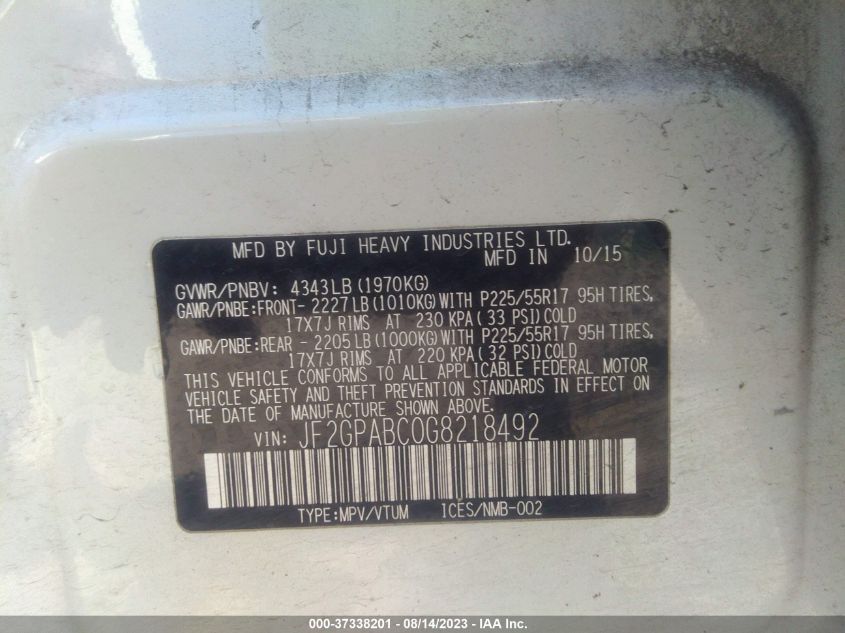 MFD BY FUJI HEAVY INDUSTRIES LTD.
MFD IN 10/15
GVWR/PNBV: 4343LB (1970KG)
GAWR/PNBE:FRONT- 2227LB (1010KG) WITH P225/55R17 95H TIRES,
17X7J RIMS AT 230 KPA ( 33 PSI) COLD
GAWR/PNBE:REAR - 2205LB (1000KG) WITH P225/55R17 95H TIRES,
17X7J RIMS AT 220 KPA ( 32 PSI) COLD
THIS VEHICLE CONFORMS TO ALL APPLICABLE FEDERAL MOTOR
VEHICLE SAFETY AND THEFT PREVENTION STANDARDS IN EFFECT ON
THE DATE OF MANUFACTURE SHOWN ABOVE.
VIN: JF2GPABC0G8218492
TYPE:MPV/VTUM ICES/NMB-002
000-37338201 - 08/14/2023 - IAA Inc.